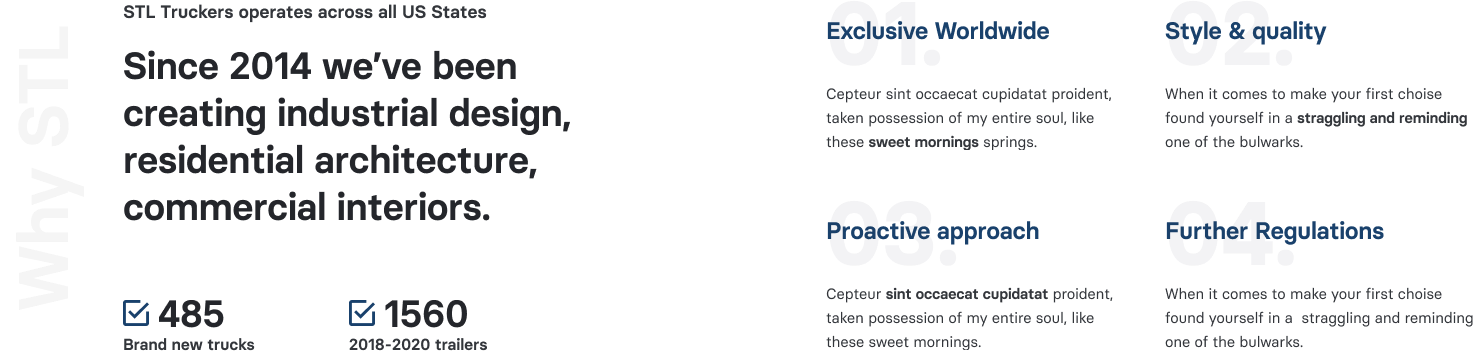 Why STL
STL Truckers operates across all US States
Since 2014 we’ve been
creating industrial design,
residential architecture,
commercial interiors.
485
Brand new trucks
1560
2018-2020 trailers
01.
Exclusive Worldwide
Cepteur sint occaecat cupidatat proident,
taken possession of my entire soul, like
these sweet mornings springs.
02.
Style & quality
When it comes to make your first choise
found yourself in a straggling and reminding
one of the bulwarks.
03.
Proactive approach
Cepteur sint occaecat cupidatat proident,
taken possession of my entire soul, like
these sweet mornings.
04.
Further Regulations
When it comes to make your first choise
found yourself in a  straggling and reminding
one of the bulwarks.